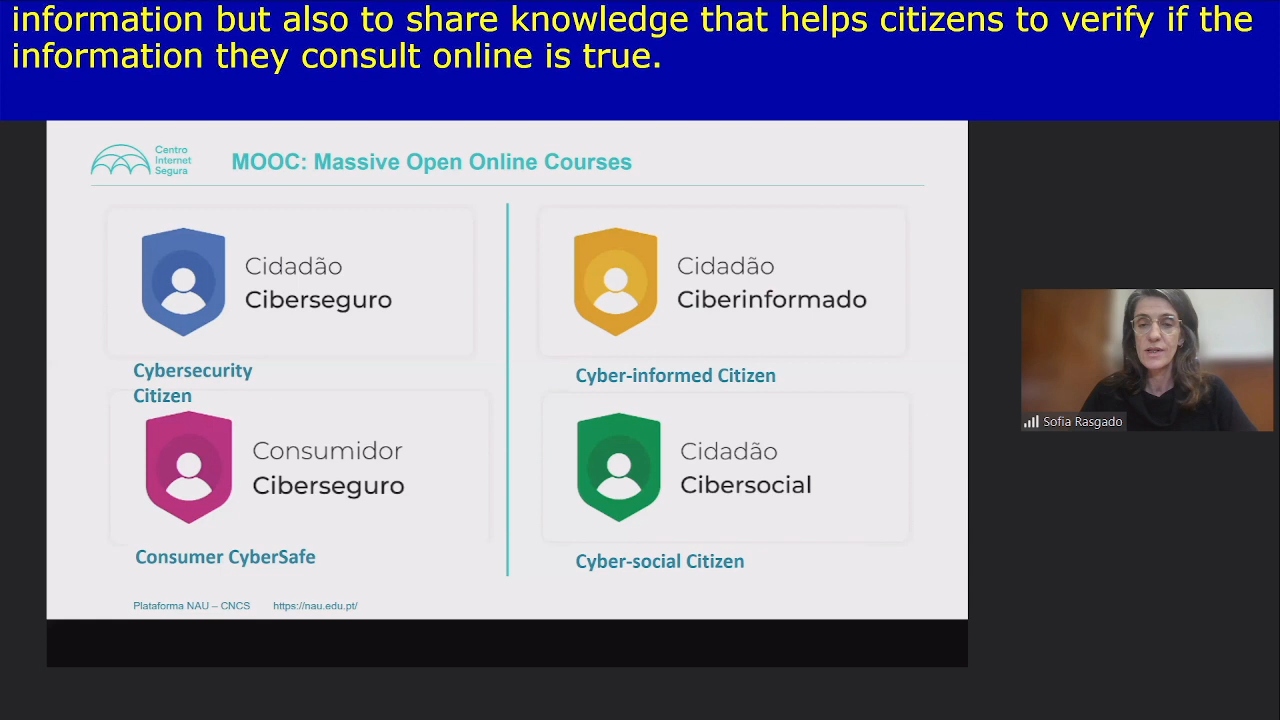 information but also to share knowledge that helps citizens to verify if the
information they consult online is true.
Centro
Internet
Segura
MOOC: Massive Open Online Courses
Cidadão
Ciberseguro
Cybersecurity
Citizen
Cidadão
Ciberinformado
Cyber-informed Citizen
Consumidor
Ciberseguro
Consumer CyberSafe
Cidadão
Cibersocial
Cyber-social Citizen
Plataforma NAU – CNCS https://nau.edu.pt/
Sofia Rasgado